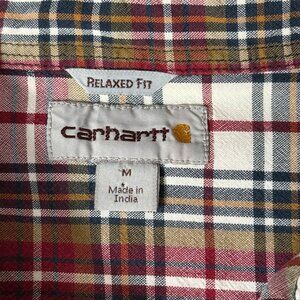 RELAXED FIT
carhartt
M
Made in
India